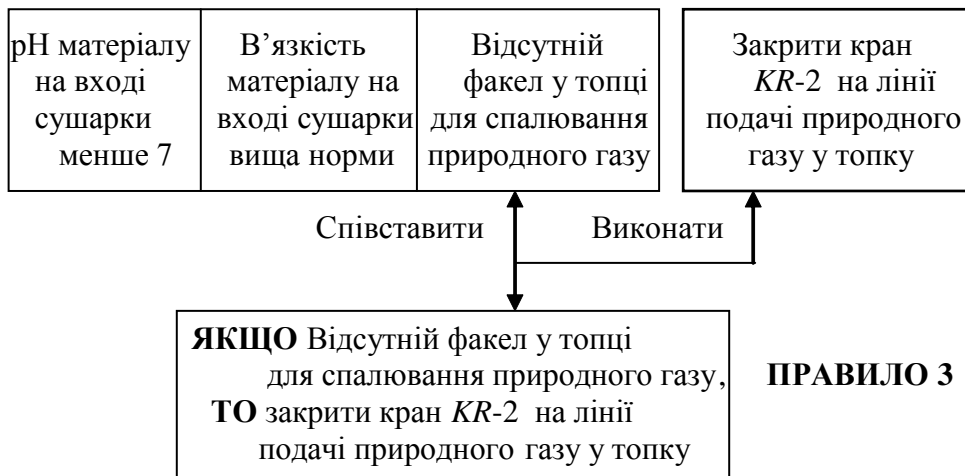 рН матеріалу
на вході
сушарки
менше 7
В’язкість
матеріалу на
вході сушарки
вища норми
Відсутній
факел у топці
для спалювання
природного газу
Закрити кран
KR-2 на лінії
подачі природного
газу у топку
Співставити
Виконати
ЯКЩО Відсутній факел у топці
для спалювання природного газу,
ТО закрити кран KR-2 на лінії
подачі природного газу у топку
ПРАВИЛО 3